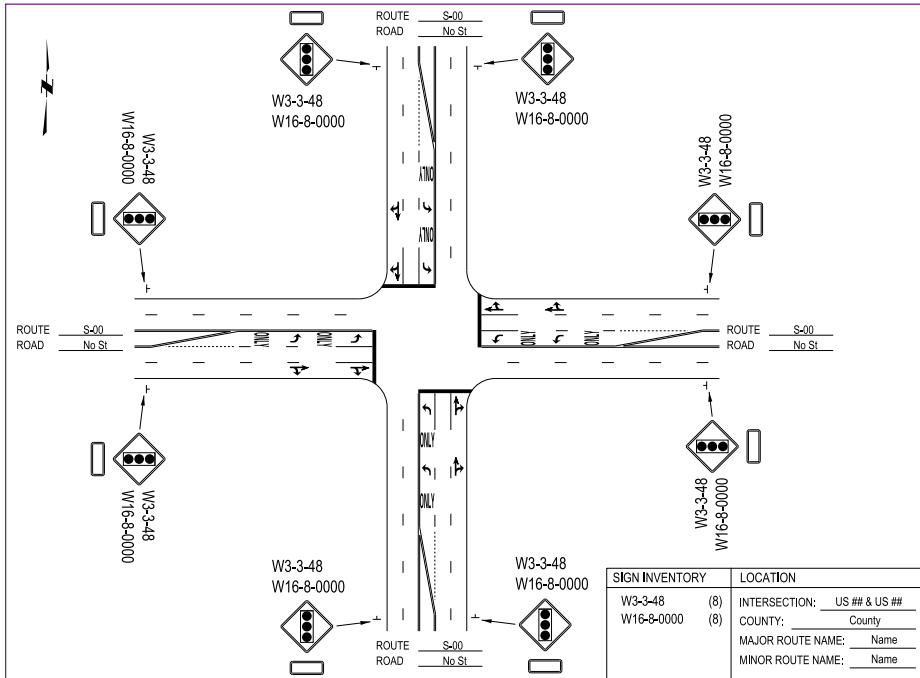 ROUTE S-00
ROAD No St
W3-3-48
W16-8-0000
W3-3-48
W16-8-0000
N
W3-3-48
W16-8-0000
W3-3-48
W16-8-0000
ONLY
ONLY
ROUTE S-00
ROAD No St
ONLY
ONLY
ONLY
ONLY
ROUTE S-00
ROAD No St
ONLY
ONLY
W3-3-48
W16-8-0000
W3-3-48
W16-8-0000
W3-3-48
W16-8-0000
W3-3-48
W16-8-0000
ROUTE S-00
ROAD No St
SIGN INVENTORY
W3-3-48 (8)
W16-8-0000 (8)
LOCATION
INTERSECTION: US ## & US ##
COUNTY: County
MAJOR ROUTE NAME: Name
MINOR ROUTE NAME: Name